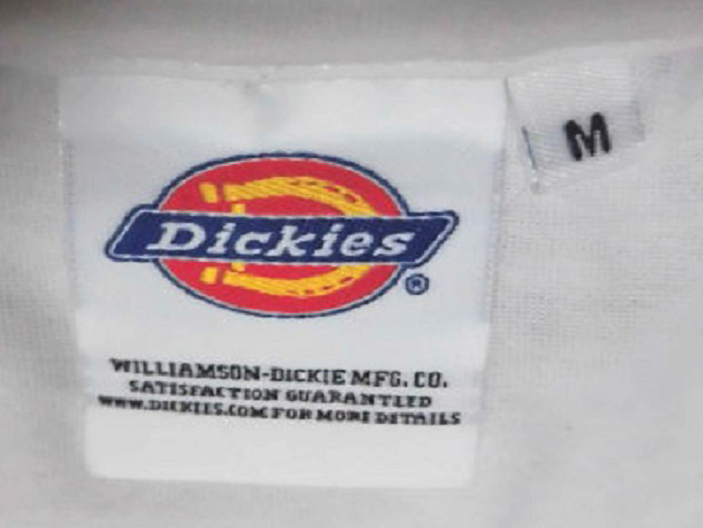 M
Dickies®
WILLIAMSON-DICKIE MFG. CO.
SATISFACTION GUARANTEED
WWW.DICKIES.COM FOR MORE DETAILS